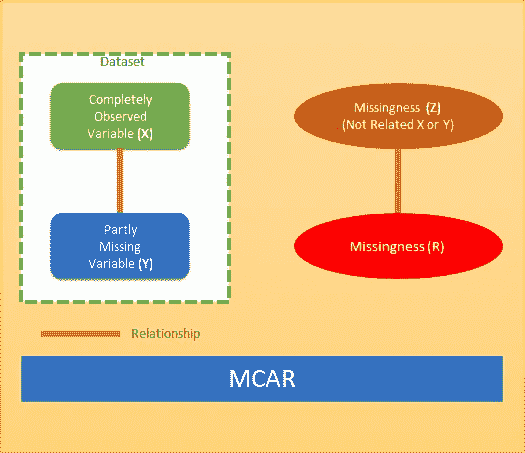 Dataset
Completely
Observed
Variable (X)
Missingness (Z)
(Not Related X or Y)
Partly
Missing
Variable (Y)
Missingness (R)
Relationship
MCAR